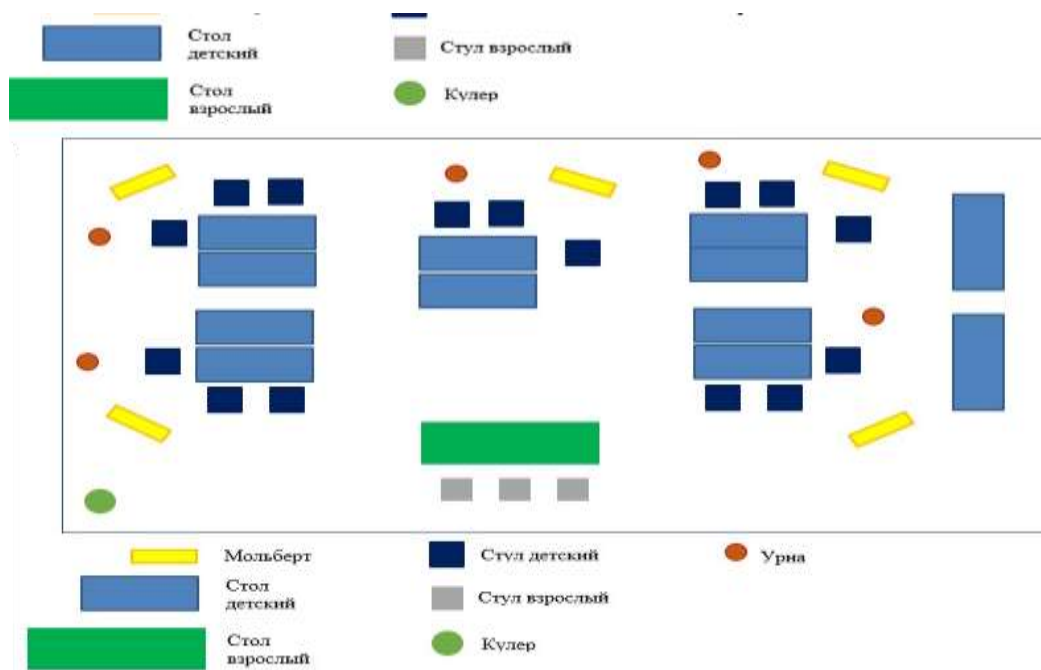 Стол
детский
Стул взрослый
Стол
взрослый
Кулер
Мольберт
Стул детский
Урна
Стол
детский
Стул взрослый
Стол
взрослый
Кулер